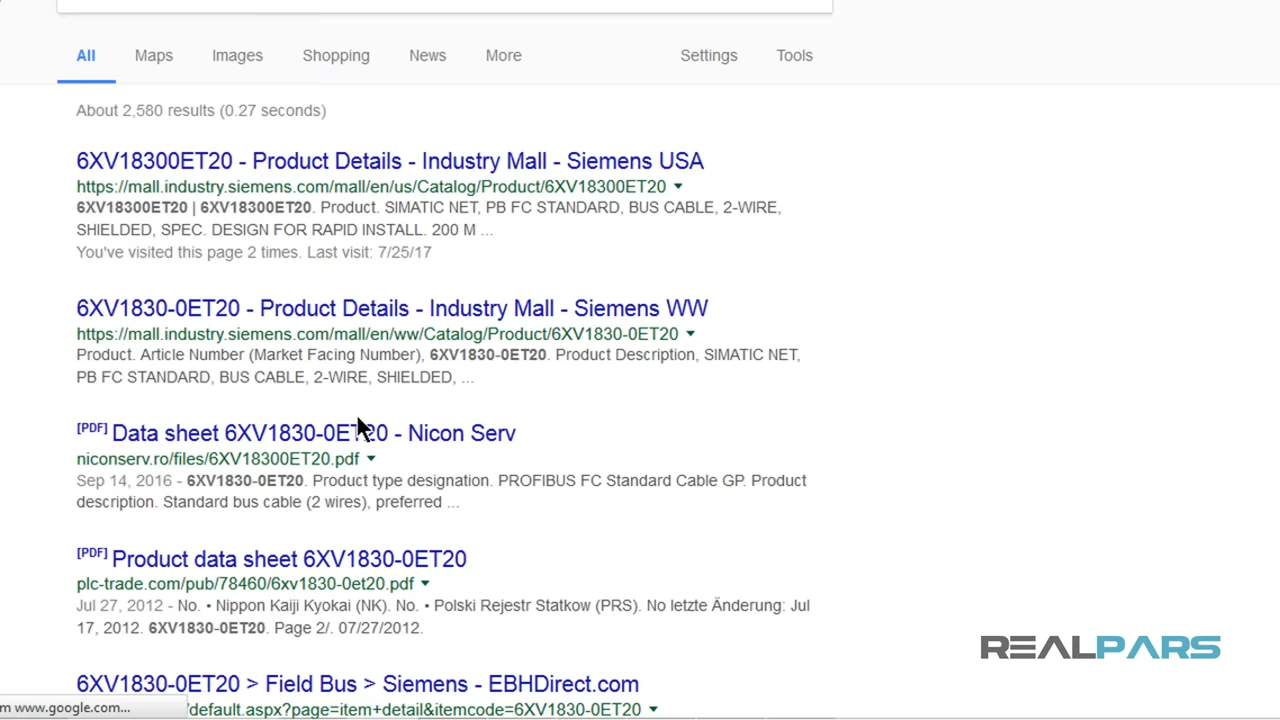 All Maps Images Shopping News More Settings Tools
About 2,580 results (0.27 seconds)
6XV18300ET20 - Product Details - Industry Mall - Siemens USA
https://mall.industry.siemens.com/mall/en/us/Catalog/Product/6XV18300ET20
6XV18300ET20 | 6XV18300ET20. Product. SIMATIC NET, PB FC STANDARD, BUS CABLE, 2-WIRE,
SHIELDED, SPEC. DESIGN FOR RAPID INSTALL. 200 M ...
You've visited this page 2 times. Last visit: 7/25/17
6XV1830-0ET20 - Product Details - Industry Mall - Siemens WW
https://mall.industry.siemens.com/mall/en/ww/Catalog/Product/6XV1830-0ET20
Product. Article Number (Market Facing Number), 6XV1830-0ET20. Product Description, SIMATIC NET,
PB FC STANDARD, BUS CABLE, 2-WIRE, SHIELDED, ...
[PDF] Data sheet 6XV1830-0ET20 - Nicon Serv
niconserv.ro/files/6XV18300ET20.pdf
Sep 14, 2016 - 6XV1830-0ET20. Product type designation. PROFIBUS FC Standard Cable GP. Product
description. Standard bus cable (2 wires), preferred ...
[PDF] Product data sheet 6XV1830-0ET20
plc-trade.com/pub/78460/6xv1830-0et20.pdf
Jul 27, 2012 - No. • Nippon Kaiji Kyokai (NK). No. • Polski Rejestr Statkow (PRS). No letzte Änderung: Jul
17, 2012. 6XV1830-0ET20. Page 2/. 07/27/2012.
REALPARS
6XV1830-0ET20 > Field Bus > Siemens - EBHDirect.com
m www.google.com... /default.aspx?page=item+detail&itemcode=6XV1830-0ET20